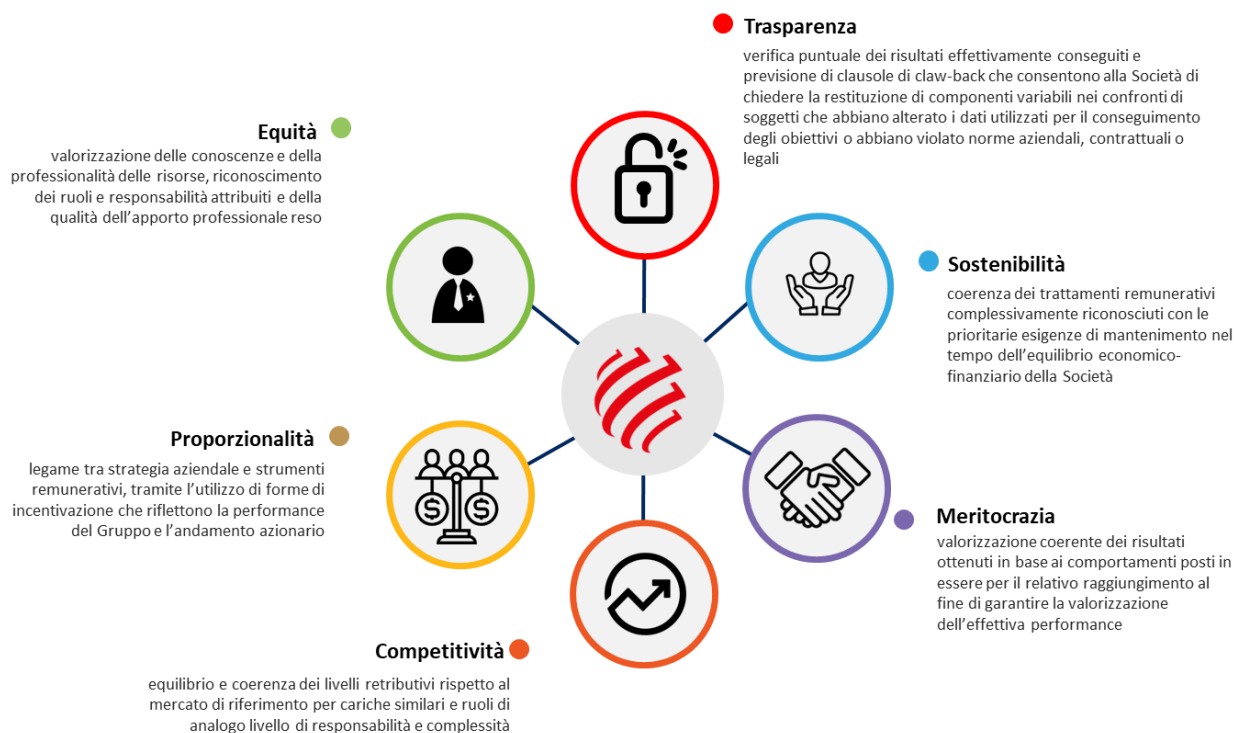 Trasparenza
verifica puntuale dei risultati effettivamente conseguiti e
previsione di clausole di claw-back che consentono alla Società di
chiedere la restituzione di componenti variabili nei confronti di
soggetti che abbiano alterato i dati utilizzati per il conseguimento
degli obiettivi o abbiano violato norme aziendali, contrattuali o
legali
Equità
valorizzazione delle conoscenze e della
professionalità delle risorse, riconoscimento
dei ruoli e responsabilità attribuiti e della
qualità dell'apporto professionale reso
Sostenibilità
coerenza dei trattamenti remunerativi
complessivamente riconosciuti con le
prioritarie esigenze di mantenimento nel
tempo dell'equilibrio economico-
finanziario della Società
Proporzionalità
legame tra strategia aziendale e strumenti
remunerativi, tramite l'utilizzo di forme di
incentivazione che riflettono la performance
del Gruppo e l'andamento azionario
$ $
Meritocrazia
valorizzazione coerente dei risultati
ottenuti in base ai comportamenti posti in
essere per il relativo raggiungimento al
fine di garantire la valorizzazione
dell'effettiva performance
Competitività
equilibrio e coerenza dei livelli retributivi rispetto al
mercato di riferimento per cariche similari e ruoli di
analogo livello di responsabilità e complessità